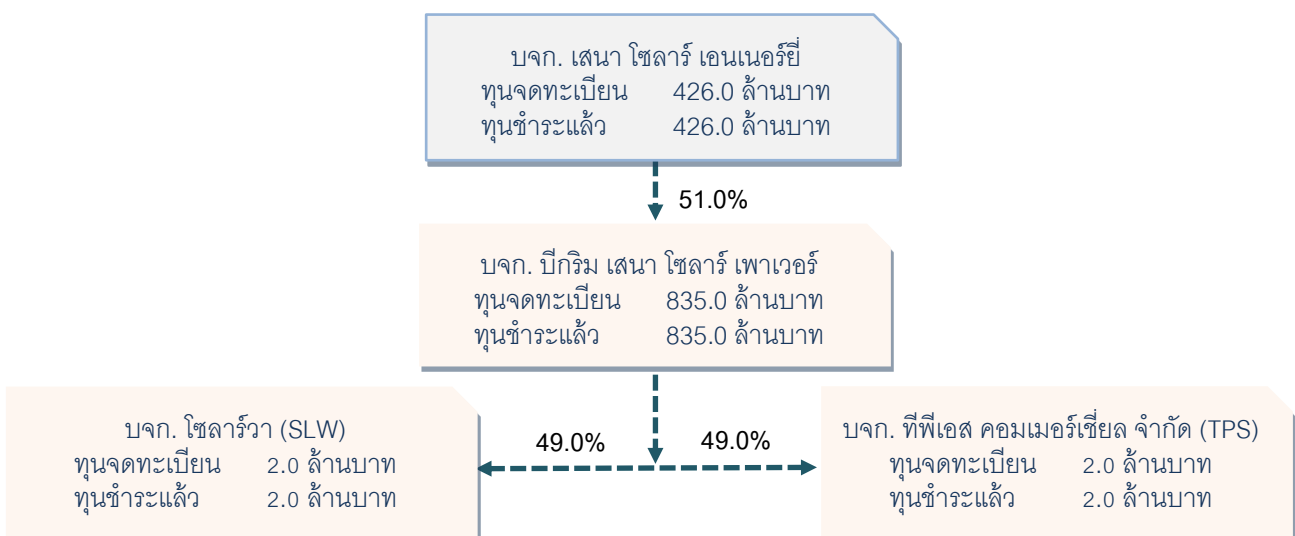 บจก. เสนา โซลาร์ เอนเนอร์ยี่
ทุนจดทะเบียน 426.0 ล้านบาท
ทุนชำระแล้ว 426.0 ล้านบาท
51.0%
บจก. บีกริม เสนา โซลาร์ เพาเวอร์
ทุนจดทะเบียน 835.0 ล้านบาท
ทุนชำระแล้ว 835.0 ล้านบาท
บจก. โซลาร์วา (SLW)
ทุนจดทะเบียน 2.0 ล้านบาท
ทุนชำระแล้ว 2.0 ล้านบาท
49.0% 49.0%
บจก. ทีพีเอส คอมเมอร์เชี่ยล จำกัด (TPS)
ทุนจดทะเบียน 2.0 ล้านบาท
ทุนชำระแล้ว 2.0 ล้านบาท